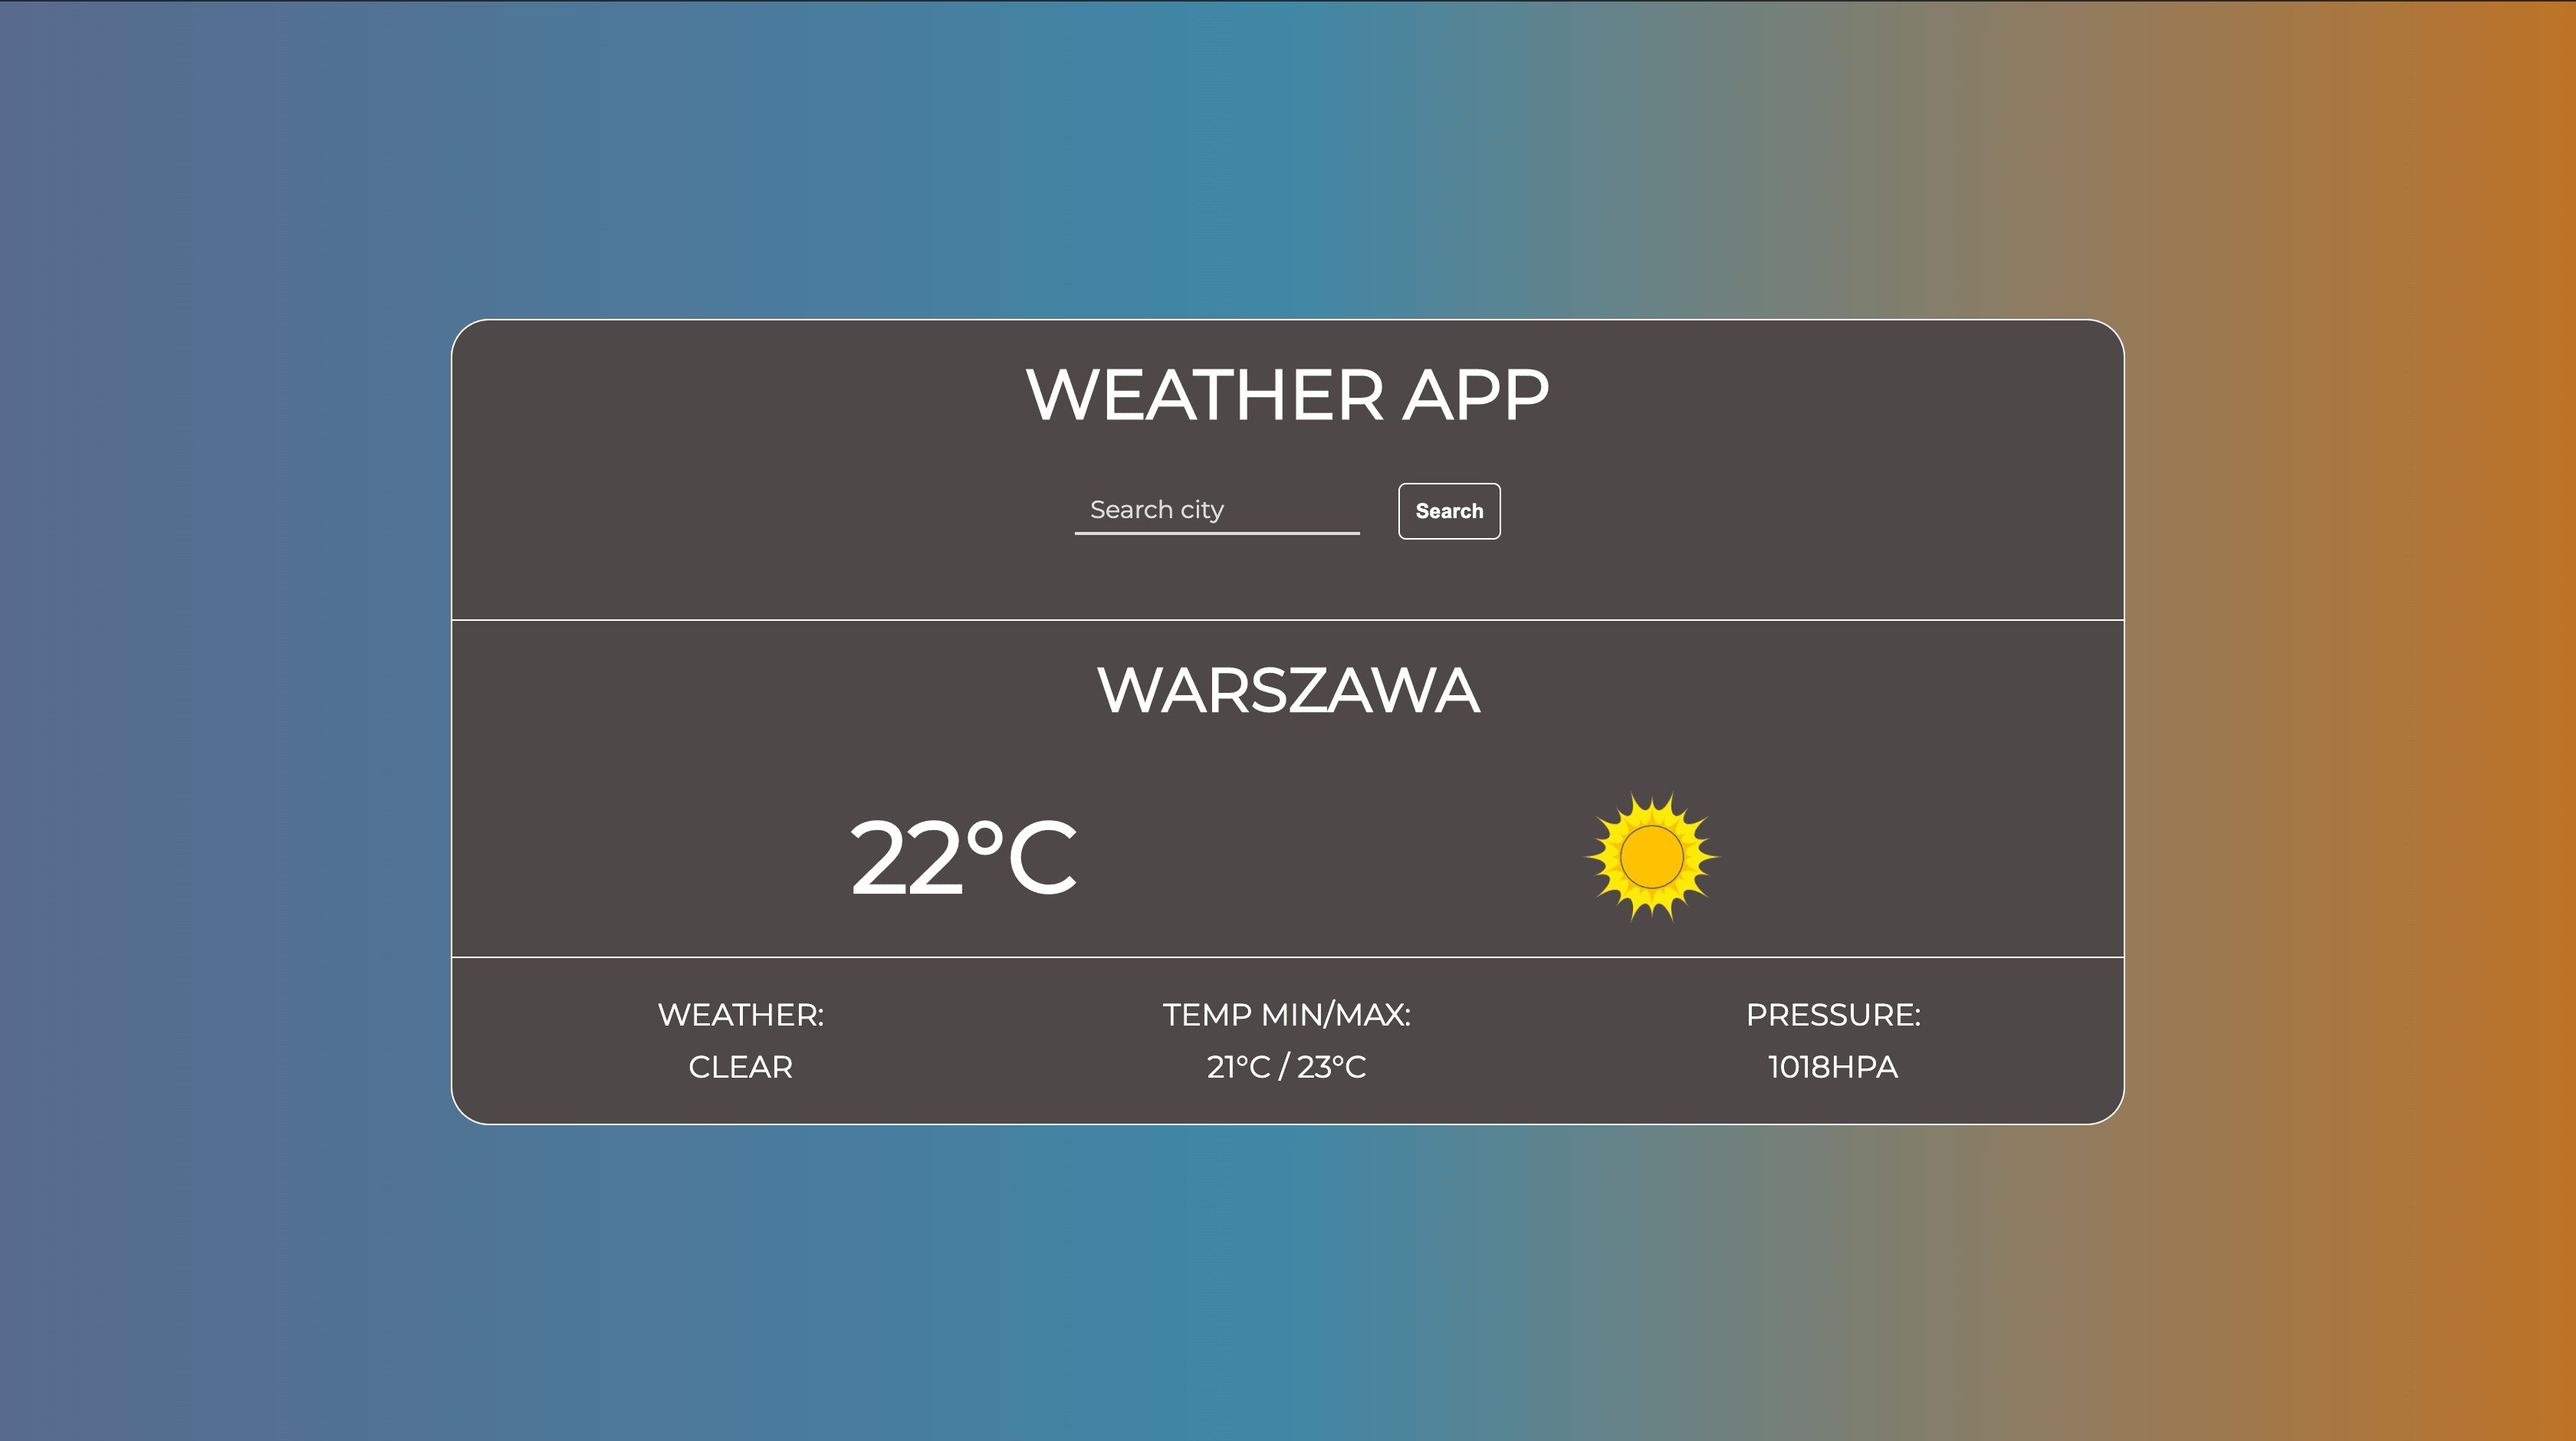 WEATHER APP
Search city
Search
WARSZAWA
22°C
WEATHER:
CLEAR
TEMP MIN/MAX:
21°C / 23°C
PRESSURE:
1018HPA